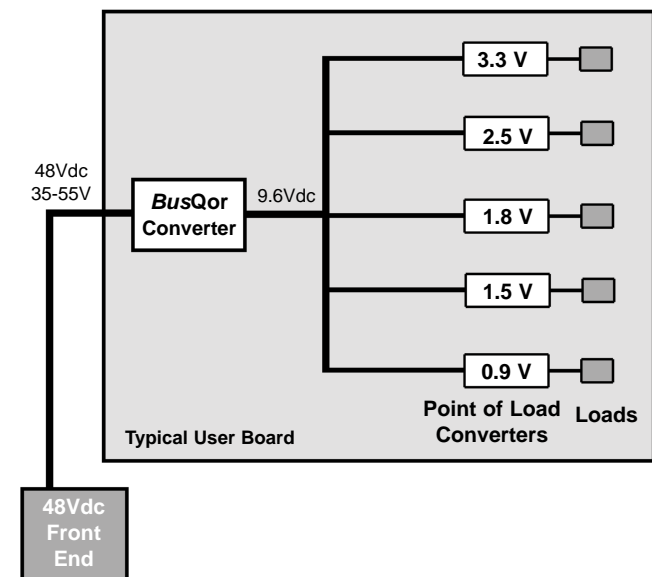 3.3 V
2.5 V
48Vdc
35-55V
BusQor
Converter
9.6Vdc
1.8 V
1.5 V
0.9 V
Point of Load
Converters
Loads
Typical User Board
48Vdc
Front
End